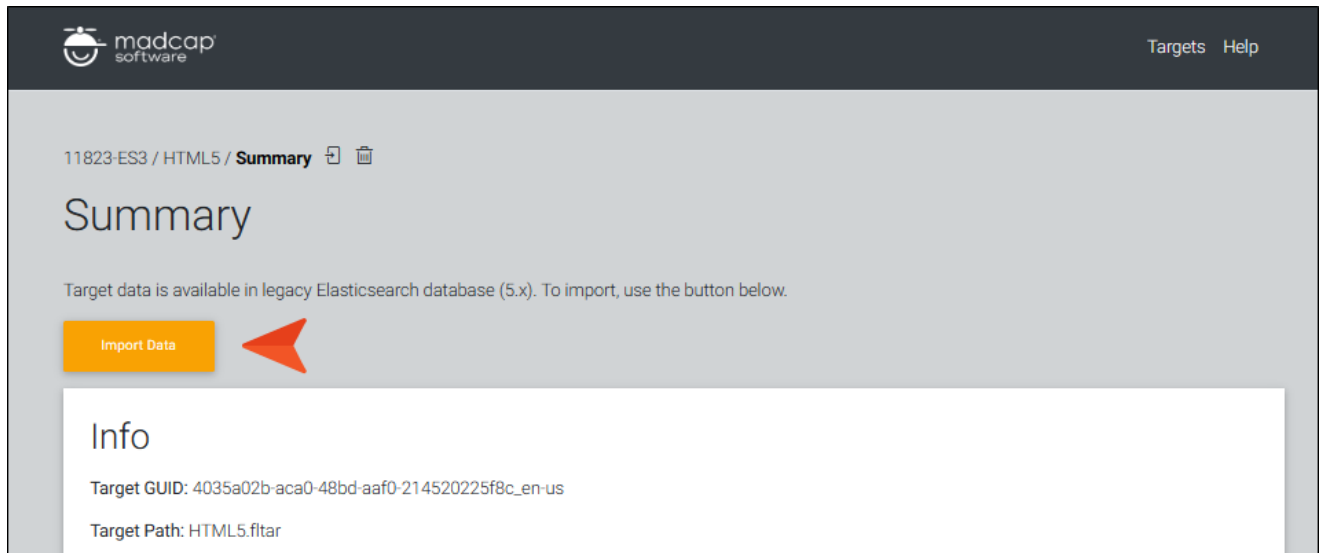 madcap
software
Targets Help
11823-ES3 / HTML5 / Summary
Summary
Target data is available in legacy Elasticsearch database (5.x). To import, use the button below.
Import Data
Info
Target GUID: 4035a02b-aca0-48bd-aaf0-214520225f8c_en-us
Target Path: HTML5.fltar